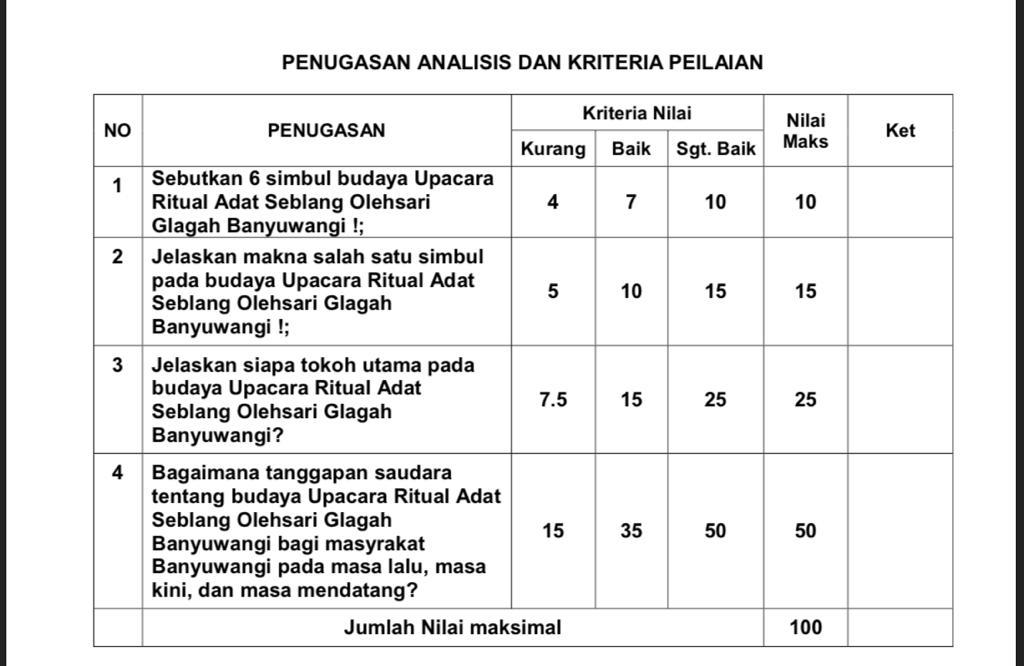 PENUGASAN ANALISIS DAN KRITERIA PEILAIAN
NO PENUGASAN Kriteria Nilai Nilai Maks Ket
Kurang Baik Sgt. Baik
1 Sebutkan 6 simbul budaya Upacara
Ritual Adat Seblang Olehsari 4 7 10 10
Glagah Banyuwangi !;
2 Jelaskan makna salah satu simbul
pada budaya Upacara Ritual Adat
Seblang Olehsari Glagah 5 10 15 15
Banyuwangi !;
3 Jelaskan siapa tokoh utama pada
budaya Upacara Ritual Adat
Seblang Olehsari Glagah 7.5 15 25 25
Banyuwangi?
4 Bagaimana tanggapan saudara
tentang budaya Upacara Ritual Adat
Seblang Olehsari Glagah
Banyuwangi bagi masyrakat 15 35 50 50
Banyuwangi pada masa lalu, masa
kini, dan masa mendatang?
Jumlah Nilai maksimal 100